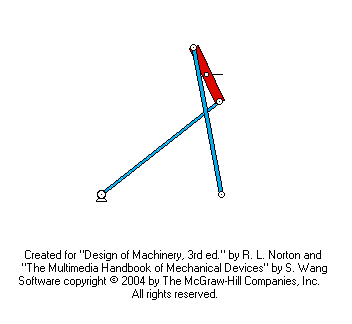 Created for "Design of Machinery, 3rd ed." by R. L. Norton and
"The Multimedia Handbook of Mechanical Devices" by S. Wang
Software copyright © 2004 by The McGraw-Hill Companies, Inc.
All rights reserved.